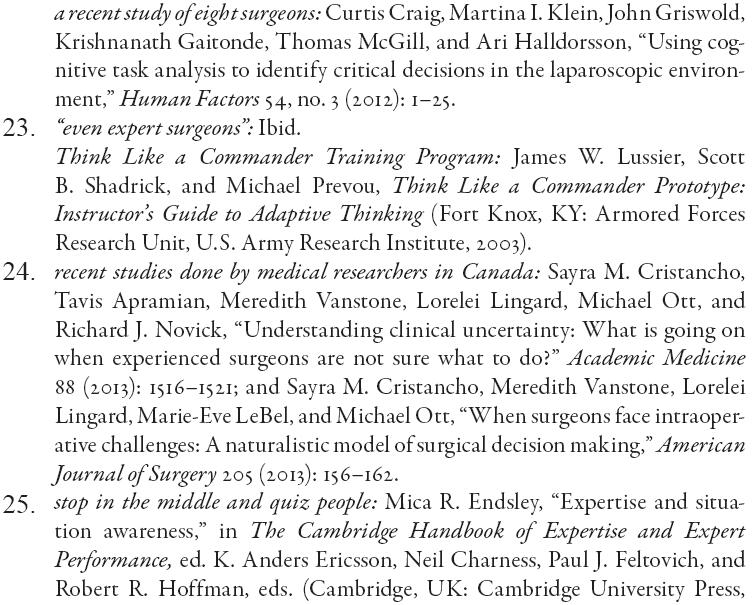 a recent study of eight surgeons: Curtis Craig, Martina I. Klein, John Griswold,
Krishnanath Gaitonde, Thomas McGill, and Ari Halldorsson, “Using cog-
nitive task analysis to identify critical decisions in the laparoscopic environ-
ment,” Human Factors 54, no. 3 (2012): 1–25.
23. “even expert surgeons”: Ibid.
Think Like a Commander Training Program: James W. Lussier, Scott
B. Shadrick, and Michael Prevou, Think Like a Commander Prototype:
Instructor’s Guide to Adaptive Thinking (Fort Knox, KY: Armored Forces
Research Unit, U.S. Army Research Institute, 2003).
24. recent studies done by medical researchers in Canada: Sayra M. Cristancho,
Tavis Apramian, Meredith Vanstone, Lorelei Lingard, Michael Ott, and
Richard J. Novick, “Understanding clinical uncertainty: What is going on
when experienced surgeons are not sure what to do?” Academic Medicine
88 (2013): 1516–1521; and Sayra M. Cristancho, Meredith Vanstone, Lorelei
Lingard, Marie-Eve LeBel, and Michael Ott, “When surgeons face intraoper-
ative challenges: A naturalistic model of surgical decision making,” American
Journal of Surgery 205 (2013): 156–162.
25. stop in the middle and quiz people: Mica R. Endsley, “Expertise and situa-
tion awareness,” in The Cambridge Handbook of Expertise and Expert
Performance, ed. K. Anders Ericsson, Neil Charness, Paul J. Feltovich, and
Robert R. Hoffman, eds. (Cambridge, UK: Cambridge University Press,